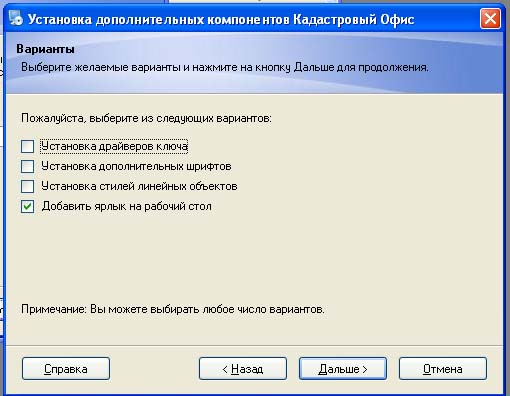 Установка дополнительных компонентов Кадастровый Офис
Варианты
Выберите желаемые варианты и нажмите на кнопку Дальше для продолжения.
Пожалуйста, выберите из следующих вариантов:
Установка драйверов ключа
Установка дополнительных шрифтов
Установка стилей линейных объектов
Добавить ярлык на рабочий стол
Примечание: Вы можете выбирать любое число вариантов.
Справка
< Назад
Дальше >
Отмена